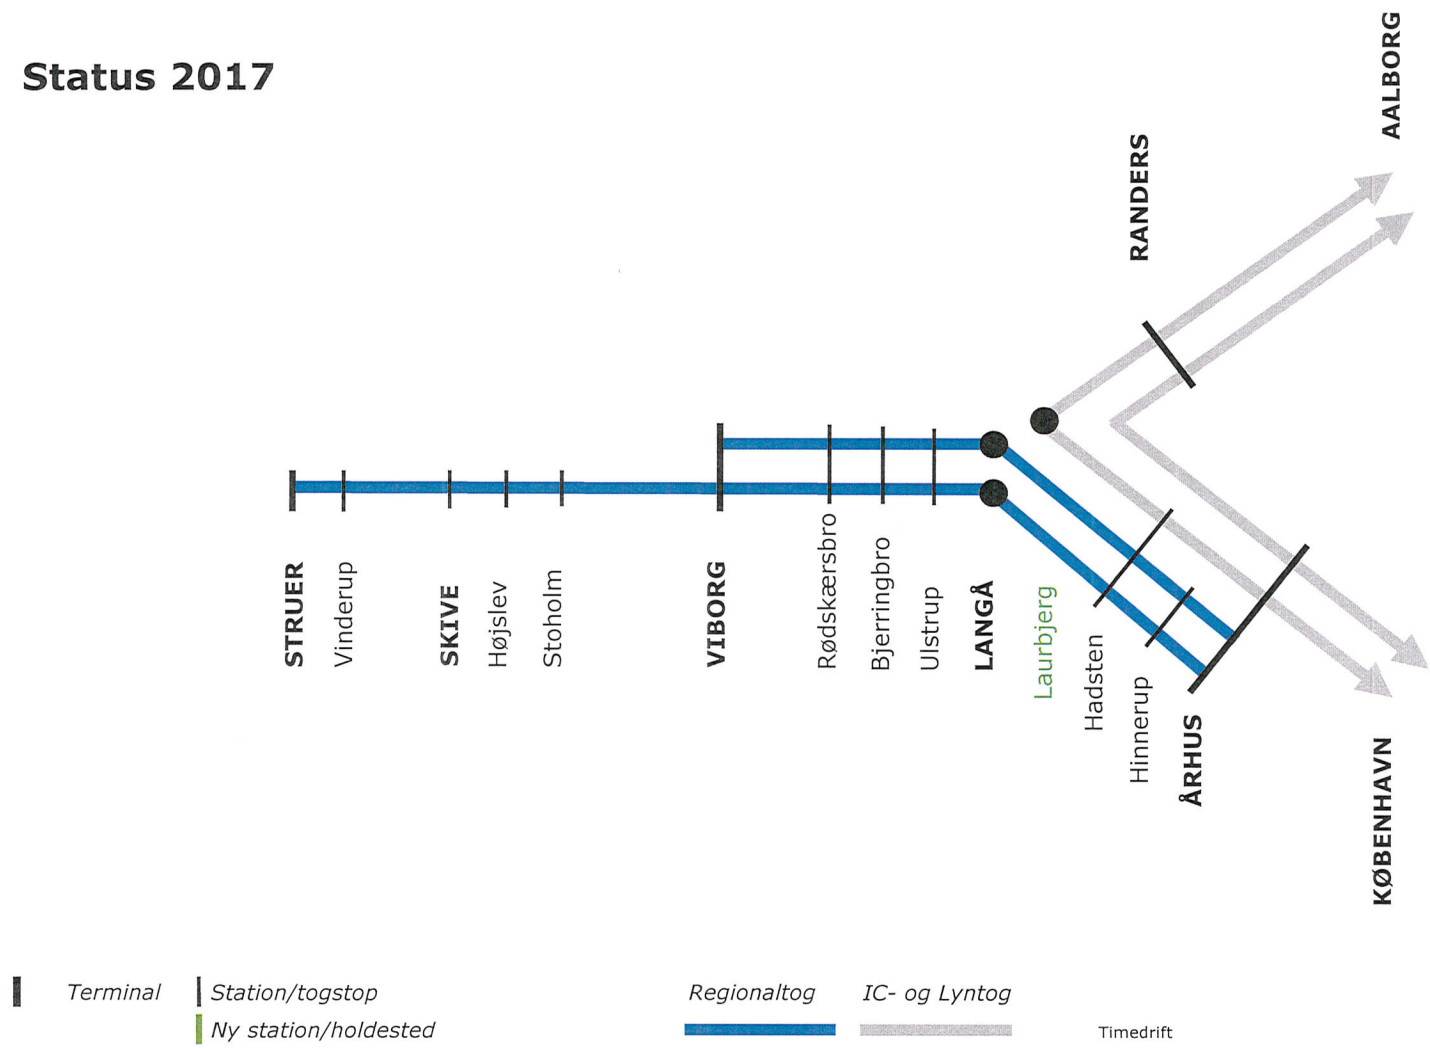 Status 2017
AALBORG
RANDERS
STRUER
Vinderup
SKIVE
Højslev
Stoholm
VIBORG
Rødskærsbro
Bjerringbro
Ulstrup
LANGÅ
Laurbjerg
Hadsten
Hinnerup
ÅRHUS
KØBENHAVN
Terminal
Station/togstop
Ny station/holdested
Regionaltog
IC- og Lyntog
Timedrift